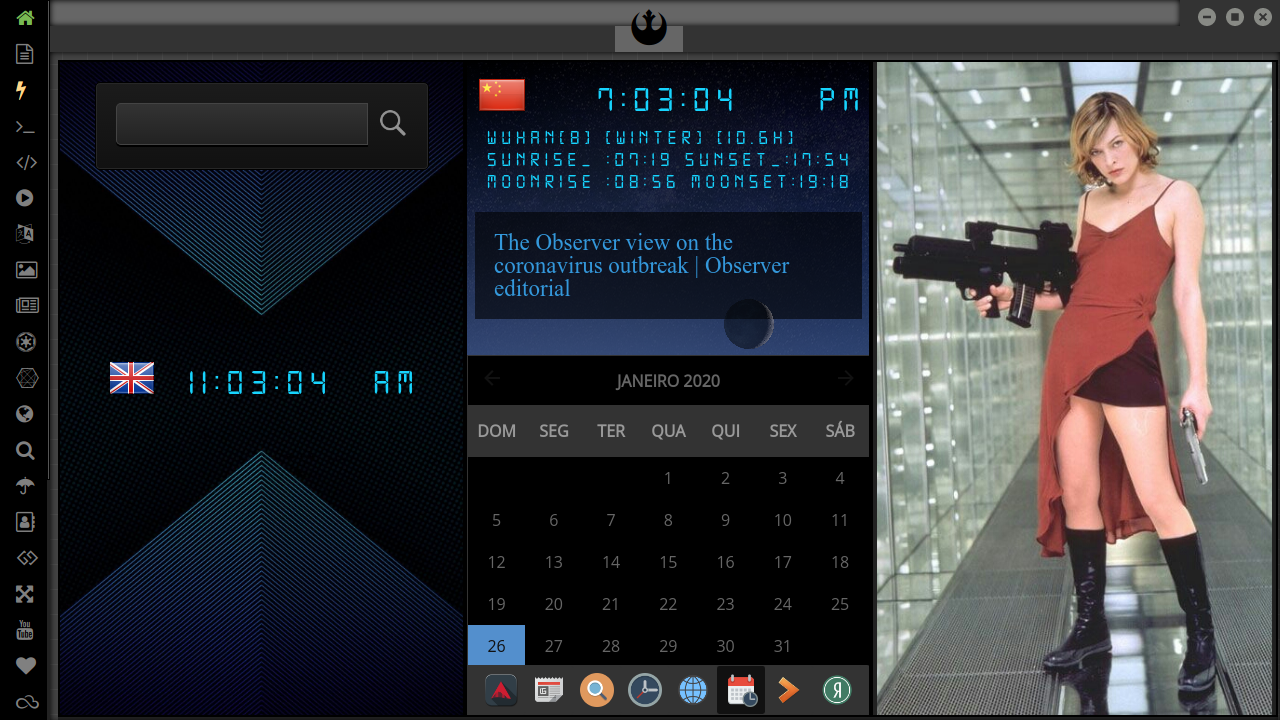 7:03:04 PM
WUHAN[8] [WINTER] [10.6H]
SUNRISE_ :07:19 SUNSET_:17:54
MOONRISE :08:56 MOONSET:19:18
The Observer view on the
coronavirus outbreak | Observer
editorial
11:03:04 AM
JANEIRO 2020
DOM SEG TER QUA QUI SEX SÁB
1 2 3 4
5 6 7 8 9 10 11
12 13 14 15 16 17 18
19 20 21 22 23 24 25
26 27 28 29 30 31
You
Tube
Я